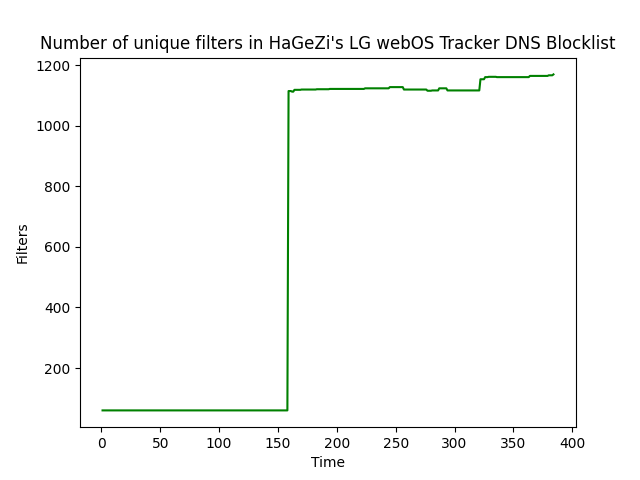 Number of unique filters in HaGeZi's LG webOS Tracker DNS Blocklist
1200
1000
800
600
400
200
Filters
0 50 100 150 200 250 300 350 400
Time